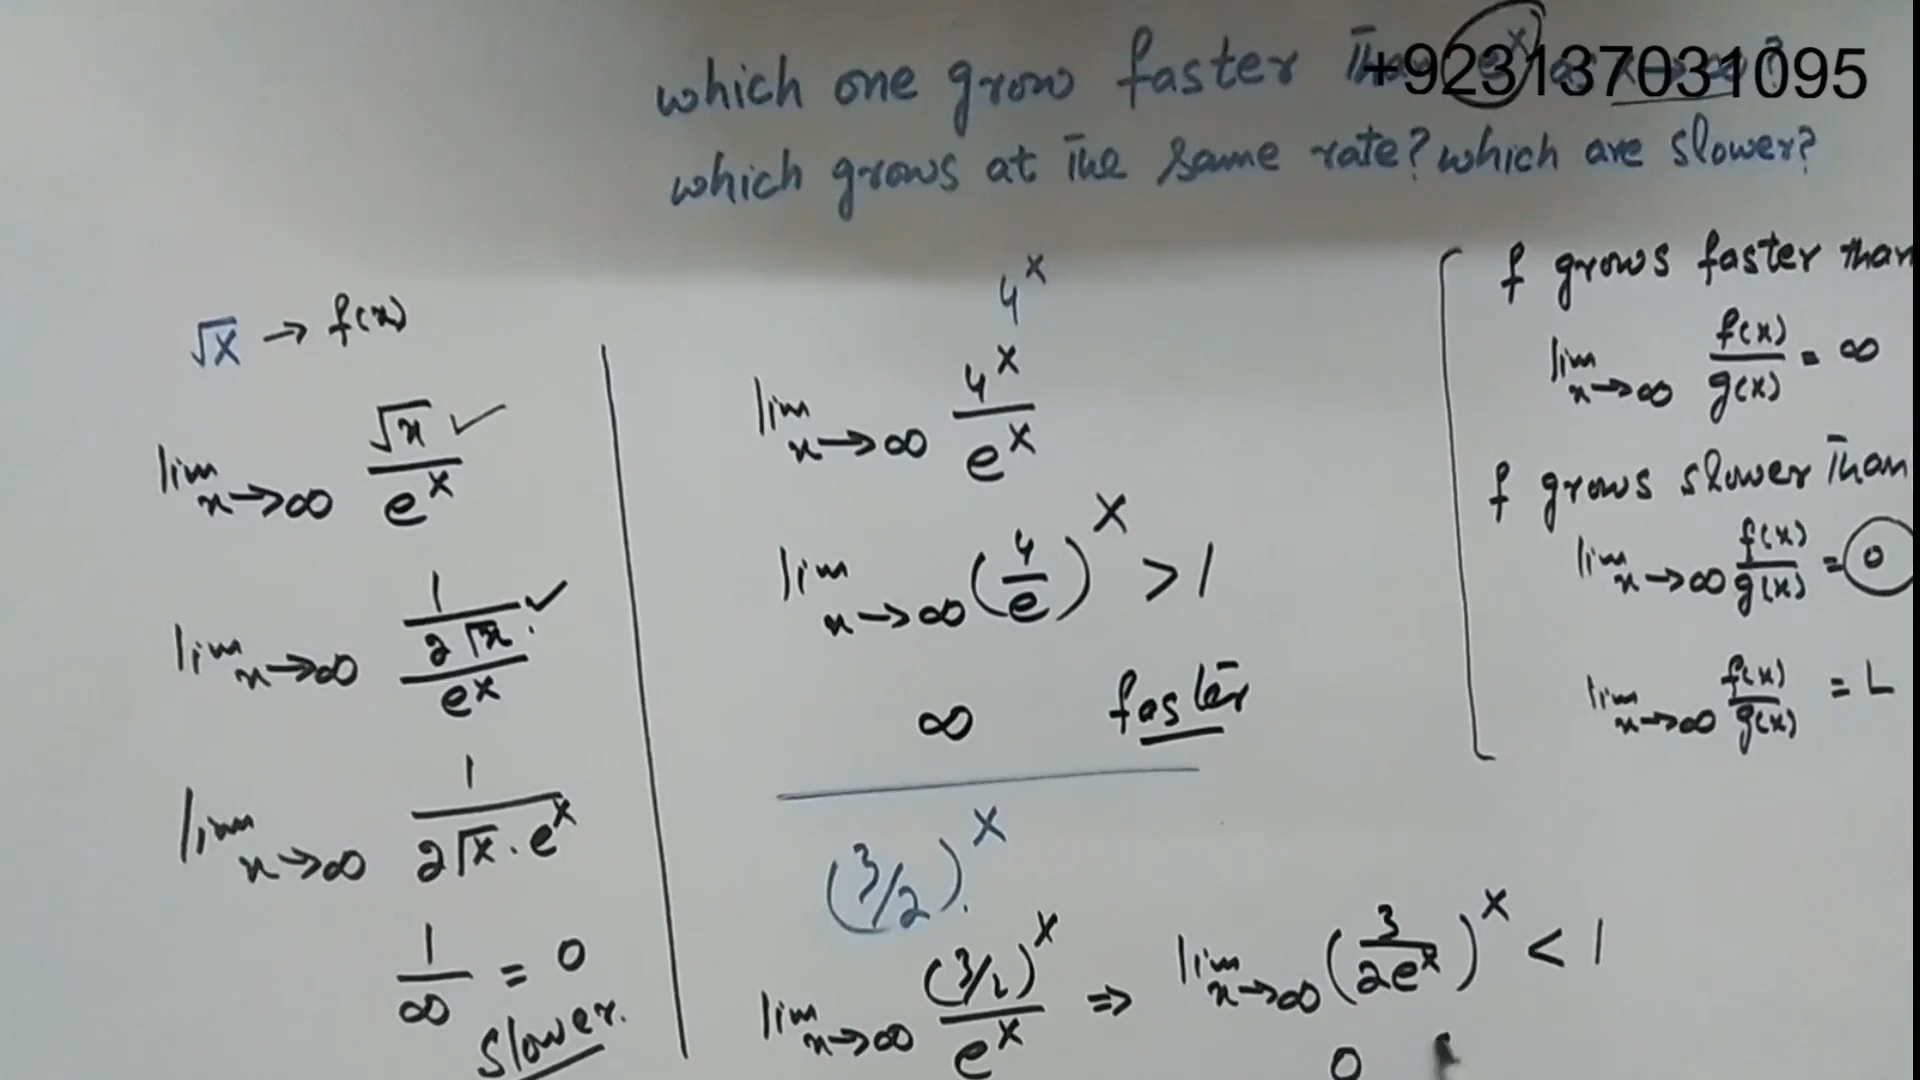 which one grow faster than e^x as x→∞?
+923137031095
which grows at the same rate? which are slower?
√x → f(x)
lim x→∞ √x/e^x ✓
lim x→∞ (1/(2√x))/e^x ✓
lim x→∞ 1/(2√x · e^x)
1/∞ = 0
slower.
4^x
lim x→∞ 4^x/e^x
lim x→∞ (4/e)^x > 1
∞ faster
(3/2)^x.
lim x→∞ (3/2)^x/e^x ⇒ lim x→∞ (3/2e^x)^x < 1
0
f grows faster than
lim x→∞ f(x)/g(x) = ∞
f grows slower than
lim x→∞ f(x)/g(x) = 0
lim x→∞ f(x)/g(x) = L